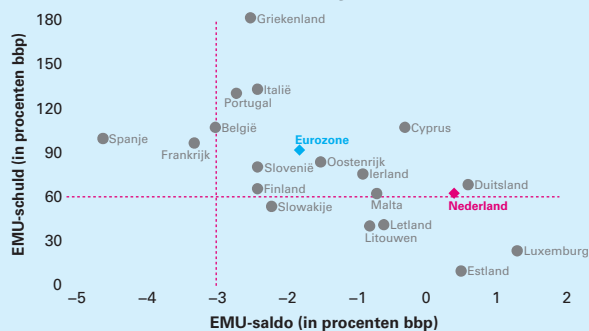 EMU-schuld (in procenten bbp)
180
150
120
90
60
30
0
Griekenland
Italië
Portugal
België
Cyprus
Spanje
Frankrijk
Eurozone
Oostenrijk
Slovenië
Ierland
Finland
Duitsland
Malta
Nederland
Slowakije
Letland
Litouwen
Luxemburg
Estland
−5 −4 −3 −2 −1 0 1 2
EMU-saldo (in procenten bbp)